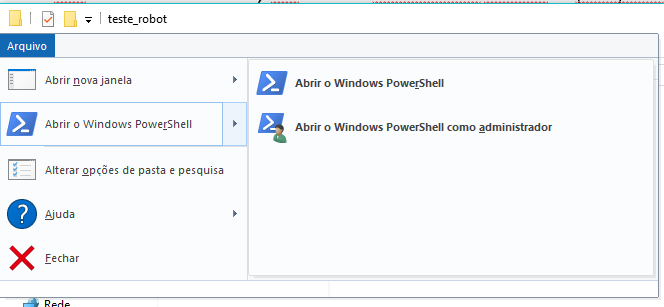 teste_robot
Arquivo
Abrir nova janela
Abrir o Windows PowerShell
Alterar opções de pasta e pesquisa
Ajuda
Fechar
Abrir o Windows PowerShell
Abrir o Windows PowerShell como administrador
Rede